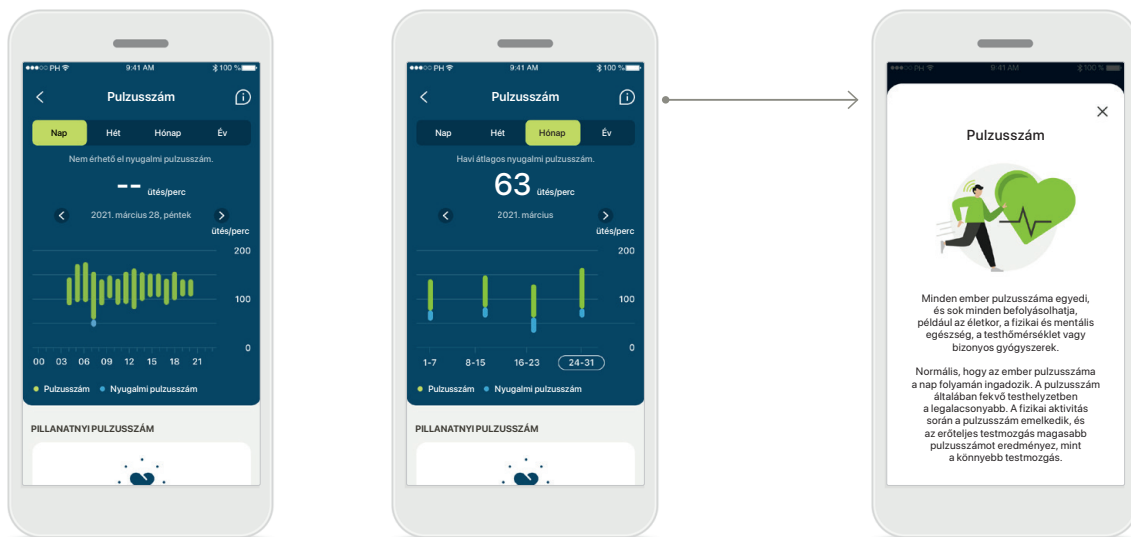 PH 9:41 AM 100 %
Pulzusszám
Nap Hét Hónap Év
Nem érhető el nyugalmi pulzusszám.
-- ütés/perc
2021. március 28, péntek
ütés/perc
200
100
0
00 03 06 09 12 15 18 21
Pulzusszám Nyugalmi pulzusszám
PILLANATNYI PULZUSSZÁM
PH 9:41 AM 100 %
Pulzusszám
Nap Hét Hónap Év
Havi átlagos nyugalmi pulzusszám.
63 ütés/perc
2021. március
ütés/perc
200
100
0
1-7 8-15 16-23 24-31
Pulzusszám Nyugalmi pulzusszám
PILLANATNYI PULZUSSZÁM
PH 9:41 AM 100 %
Pulzusszám
Minden ember pulzusszáma egyedi,
és sok minden befolyásolhatja,
például az életkor, a fizikai és mentális
egészség, a testhőmérséklet vagy
bizonyos gyógyszerek.
Normális, hogy az ember pulzusszáma
a nap folyamán ingadozik. A pulzusszám
általában fekvő testhelyzetben
a legalacsonyabb. A fizikai aktivitás
során a pulzusszám emelkedik, és
az erőteljes testmozgás magasabb
pulzusszámot eredményez, mint
a könnyebb testmozgás.